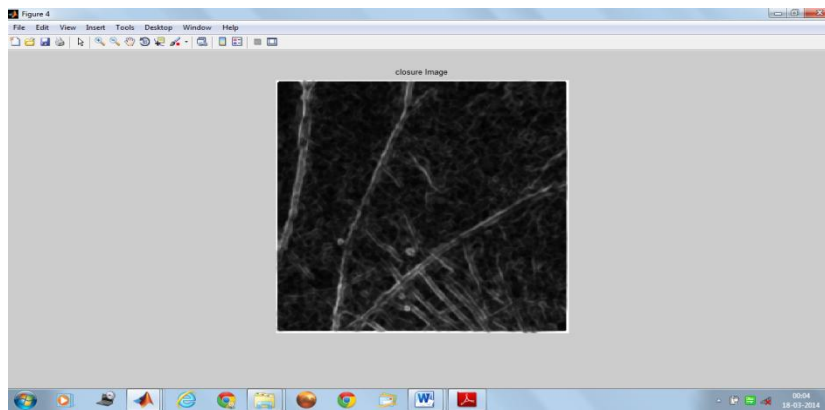 Figure 4
File Edit View Insert Tools Desktop Window Help
closure Image
00:04
18-03-2014